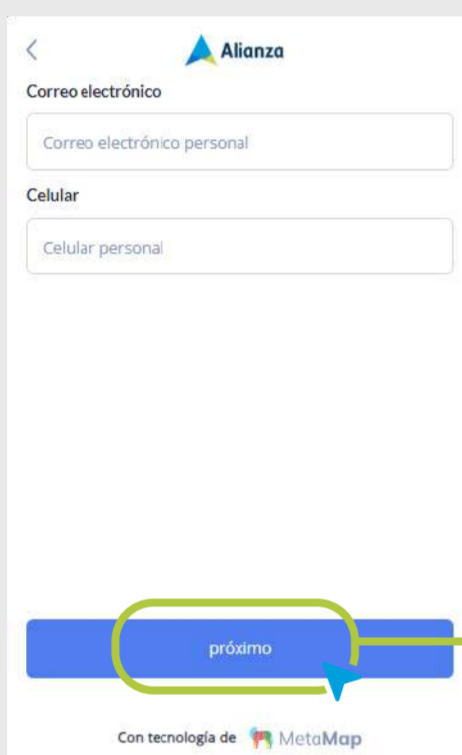 Alianza
Correo electrónico
Correo electrónico personal
Celular
Celular personal
próximo
Con tecnología de MetaMap